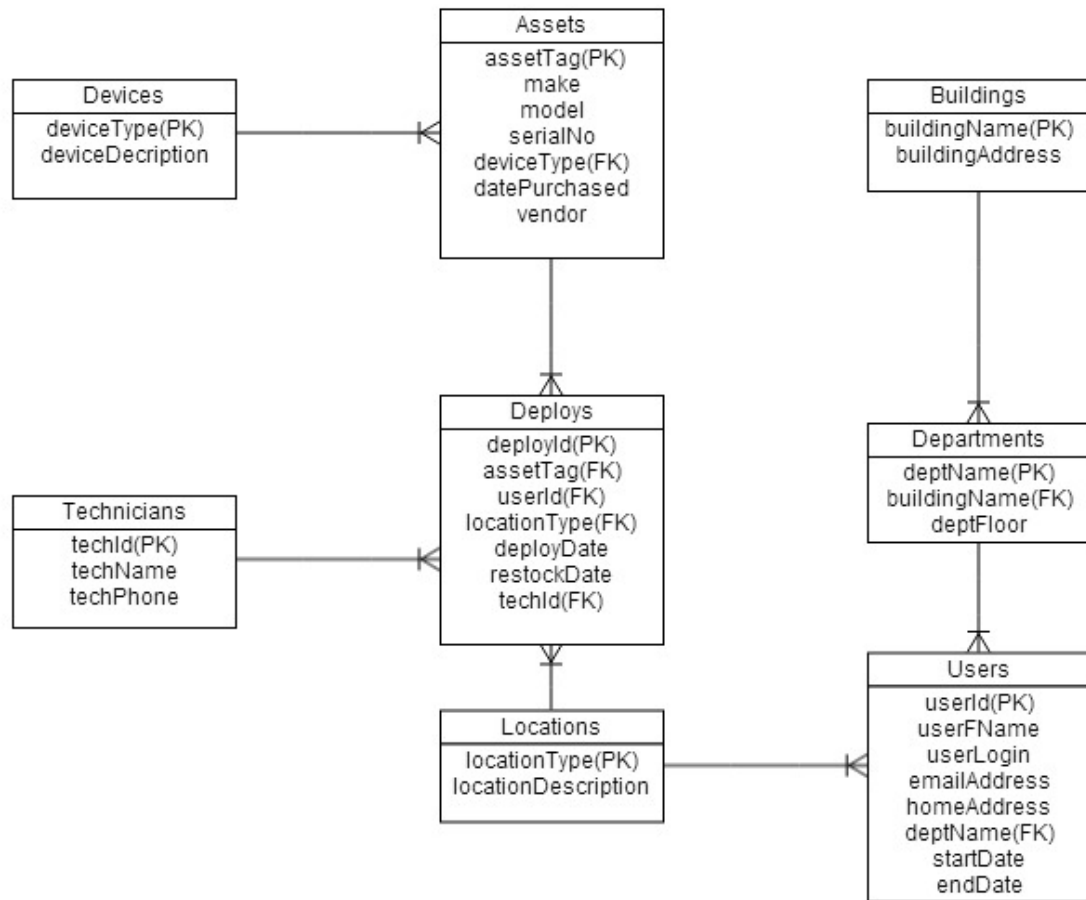 Assets
assetTag(PK)
make
model
serialNo
deviceType(FK)
datePurchased
vendor
Devices
deviceType(PK)
deviceDecription
Buildings
buildingName(PK)
buildingAddress
Deploys
deployId(PK)
assetTag(FK)
userId(FK)
locationType(FK)
deployDate
restockDate
techId(FK)
Departments
deptName(PK)
buildingName(FK)
deptFloor
Technicians
techId(PK)
techName
techPhone
Locations
locationType(PK)
locationDescription
Users
userId(PK)
userFName
userLogin
emailAddress
homeAddress
deptName(FK)
startDate
endDate